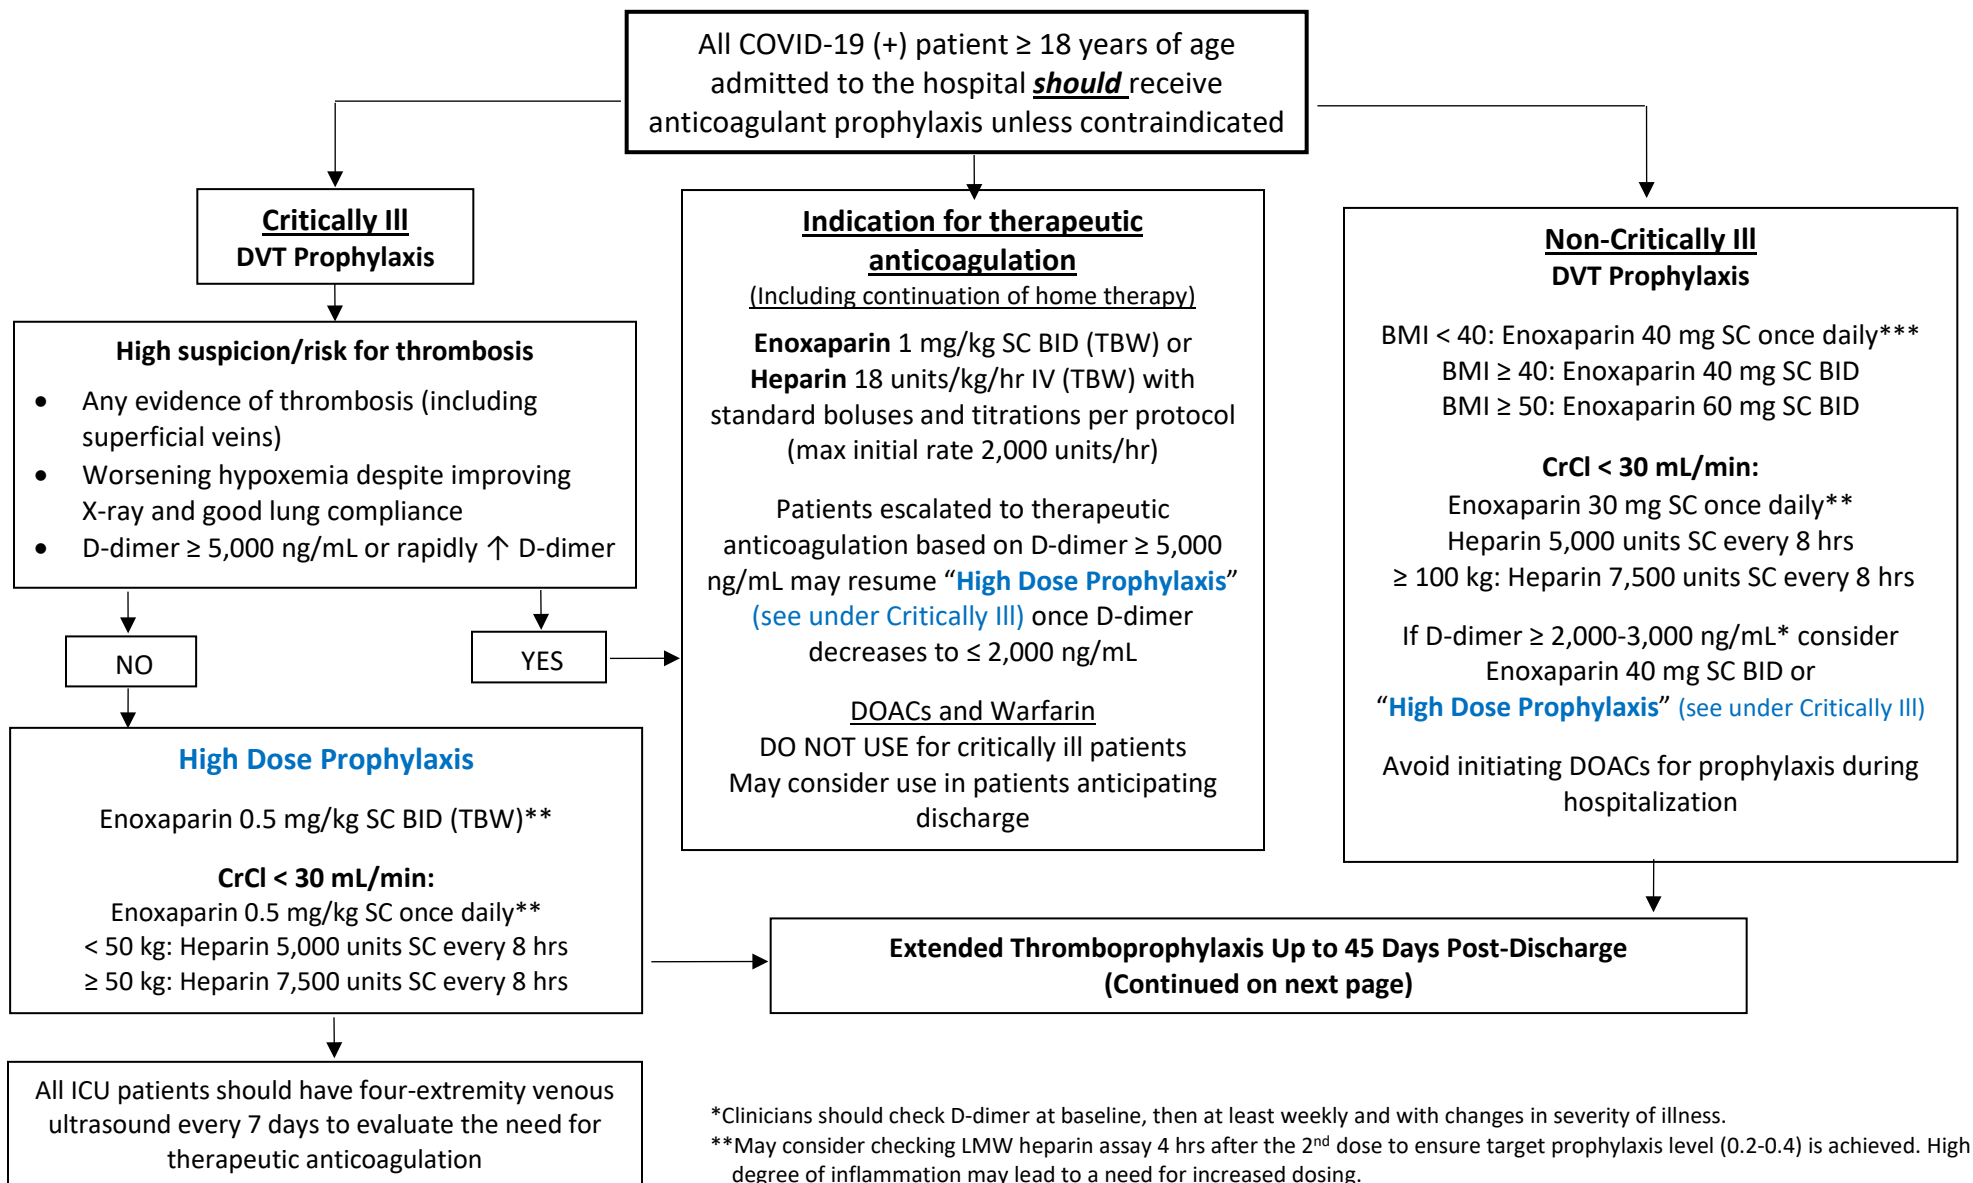 All COVID-19 (+) patient ≥ 18 years of age
admitted to the hospital should receive
anticoagulant prophylaxis unless contraindicated
Critically Ill
DVT Prophylaxis
High suspicion/risk for thrombosis
• Any evidence of thrombosis (including
superficial veins)
• Worsening hypoxemia despite improving
X-ray and good lung compliance
• D-dimer ≥ 5,000 ng/mL or rapidly ↑ D-dimer
NO
YES
High Dose Prophylaxis
Enoxaparin 0.5 mg/kg SC BID (TBW)**
CrCl < 30 mL/min:
Enoxaparin 0.5 mg/kg SC once daily**
< 50 kg: Heparin 5,000 units SC every 8 hrs
≥ 50 kg: Heparin 7,500 units SC every 8 hrs
All ICU patients should have four-extremity venous
ultrasound every 7 days to evaluate the need for
therapeutic anticoagulation
Indication for therapeutic
anticoagulation
(Including continuation of home therapy)
Enoxaparin 1 mg/kg SC BID (TBW) or
Heparin 18 units/kg/hr IV (TBW) with
standard boluses and titrations per protocol
(max initial rate 2,000 units/hr)
Patients escalated to therapeutic
anticoagulation based on D-dimer ≥ 5,000
ng/mL may resume “High Dose Prophylaxis”
(see under Critically Ill) once D-dimer
decreases to ≤ 2,000 ng/mL
DOACs and Warfarin
DO NOT USE for critically ill patients
May consider use in patients anticipating
discharge
Non-Critically Ill
DVT Prophylaxis
BMI < 40: Enoxaparin 40 mg SC once daily***
BMI ≥ 40: Enoxaparin 40 mg SC BID
BMI ≥ 50: Enoxaparin 60 mg SC BID
CrCl < 30 mL/min:
Enoxaparin 30 mg SC once daily**
Heparin 5,000 units SC every 8 hrs
≥ 100 kg: Heparin 7,500 units SC every 8 hrs
If D-dimer ≥ 2,000-3,000 ng/mL* consider
Enoxaparin 40 mg SC BID or
“High Dose Prophylaxis” (see under Critically Ill)
Avoid initiating DOACs for prophylaxis during
hospitalization
Extended Thromboprophylaxis Up to 45 Days Post-Discharge
(Continued on next page)
*Clinicians should check D-dimer at baseline, then at least weekly and with changes in severity of illness.
**May consider checking LMW heparin assay 4 hrs after the 2nd dose to ensure target prophylaxis level (0.2-0.4) is achieved. High
degree of inflammation may lead to a need for increased dosing.